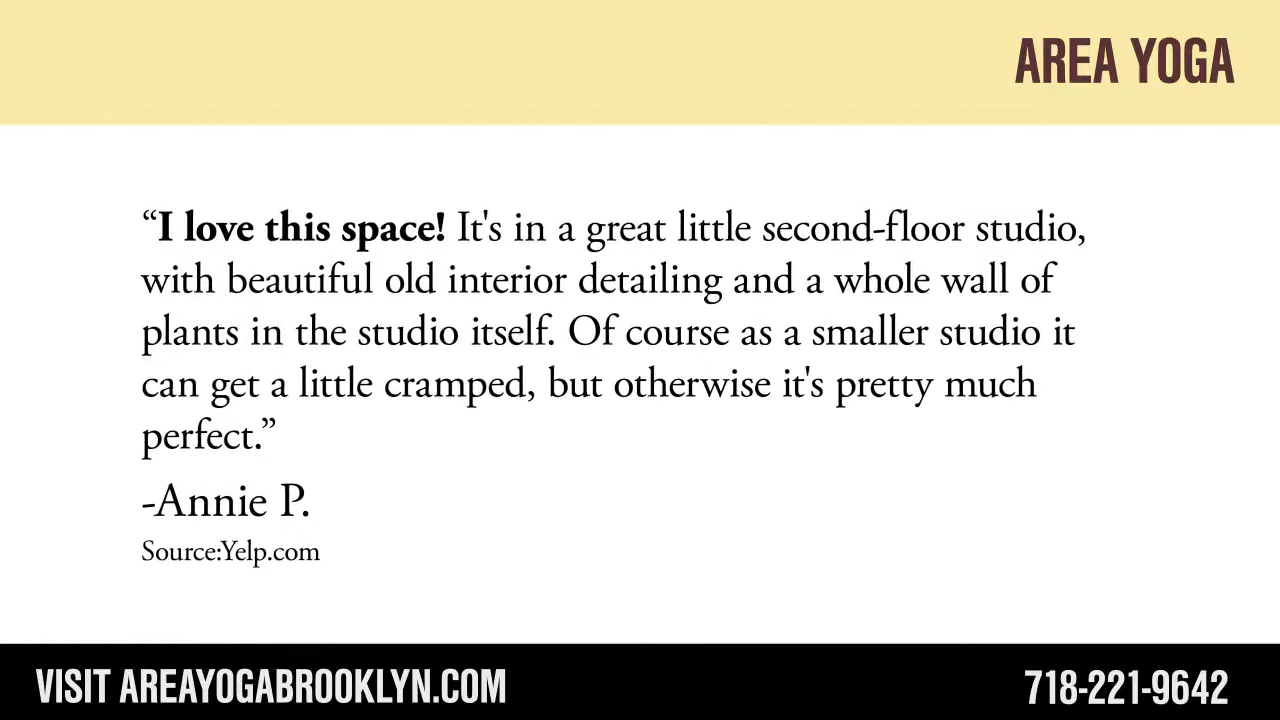 AREA YOGA
“I love this space! It's in a great little second-floor studio,
with beautiful old interior detailing and a whole wall of
plants in the studio itself. Of course as a smaller studio it
can get a little cramped, but otherwise it's pretty much
perfect.”
-Annie P.
Source:Yelp.com
VISIT AREAYOGABROOKLYN.COM
718-221-9642